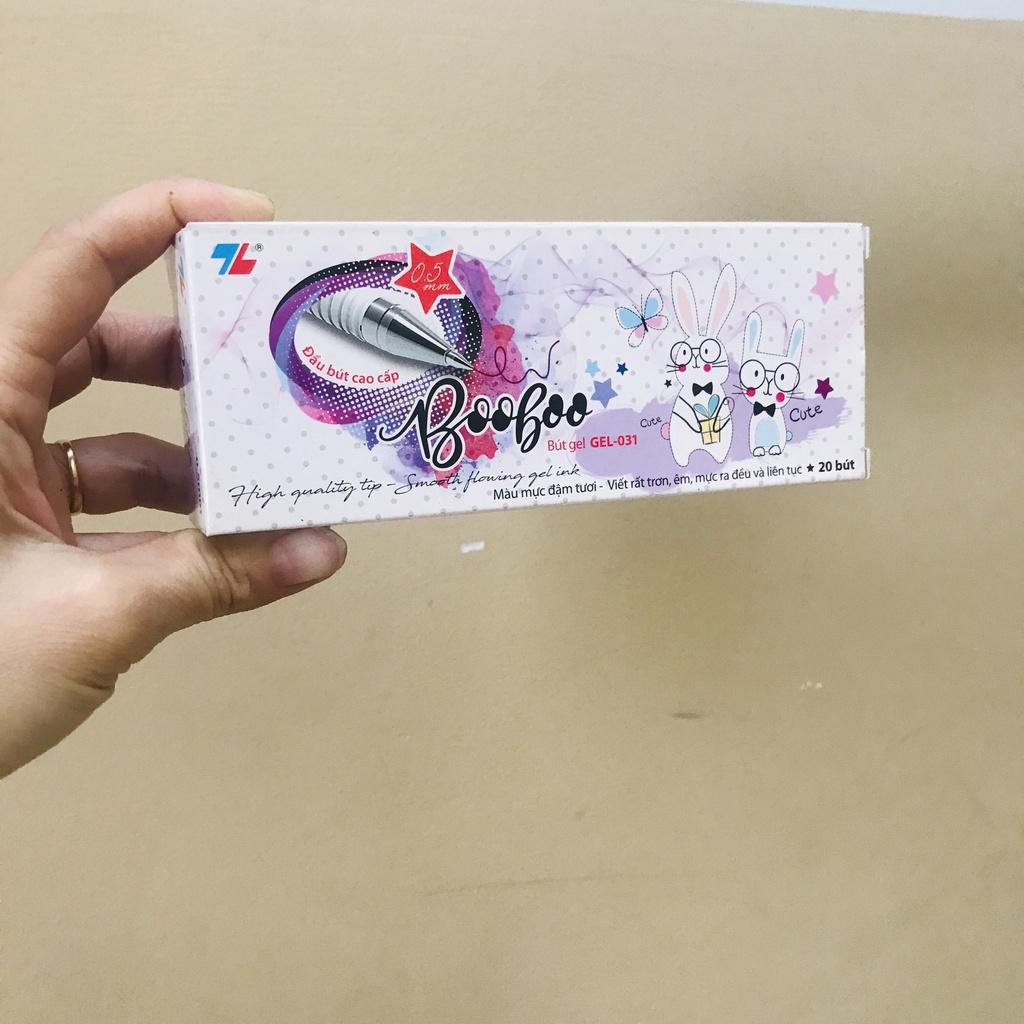 TL®
0.5
mm
Đầu bút cao cấp
Booboo
Bút gel GEL-031
Cute
Cute
High quality tip - Smooth flowing gel ink
Màu mực đậm tươi - Viết rất trơn, êm, mực ra đều và liên tục ★ 20 bút